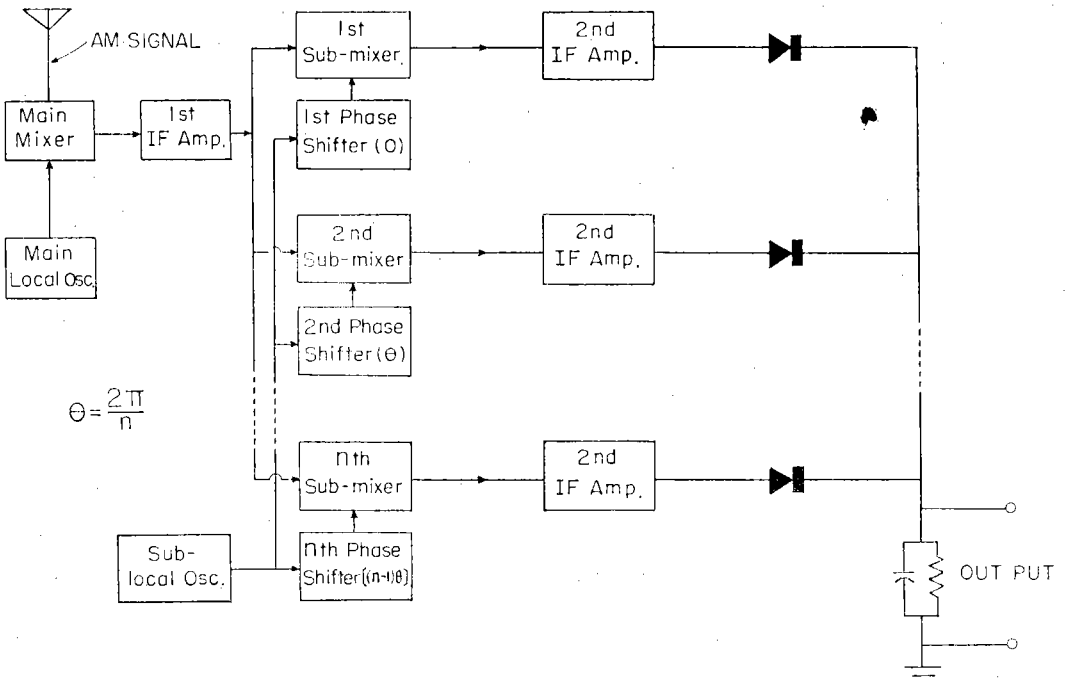 AM SIGNAL
Main
Mixer
1st
IF Amp.
Main
Local Osc.
1st
Sub-mixer
1st Phase
Shifter (0)
2nd
IF Amp.
2nd
Sub-mixer
2nd Phase
Shifter (θ)
2nd
IF Amp.
θ = 2π
n
nth
Sub-mixer
nth Phase
Shifter [(n-1)θ]
2nd
IF Amp.
Sub-
local Osc.
OUT PUT